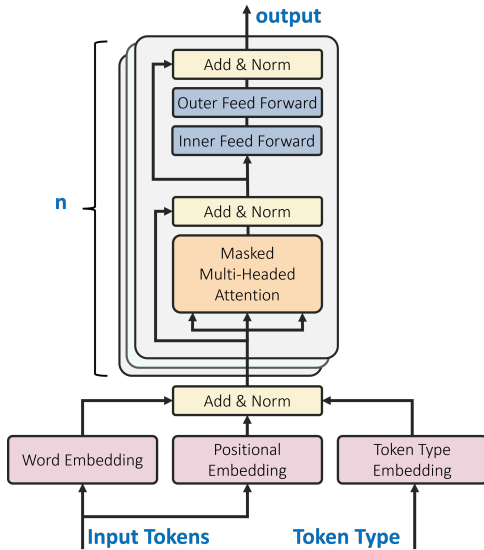 output
Add & Norm
Outer Feed Forward
Inner Feed Forward
n
Add & Norm
Masked
Multi-Headed
Attention
Add & Norm
Word Embedding
Positional
Embedding
Token Type
Embedding
Input Tokens
Token Type